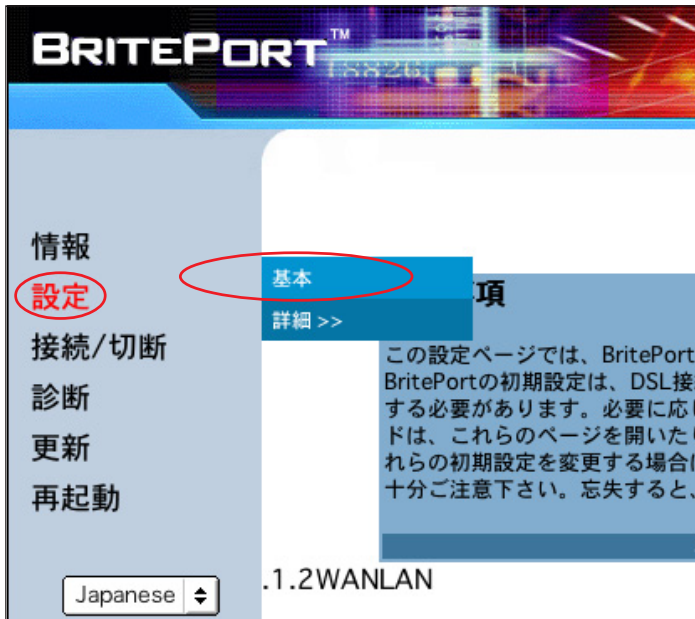 BRITEPORT™
情報
設定
接続/切断
診断
更新
再起動
Japanese
基本
詳細 >>
項
この設定ページでは、BritePort
BritePortの初期設定は、DSL接
する必要があります。必要に応
ドは、これらのページを開いた
れらの初期設定を変更する場合
十分ご注意下さい。忘失すると、
.1.2WANLAN